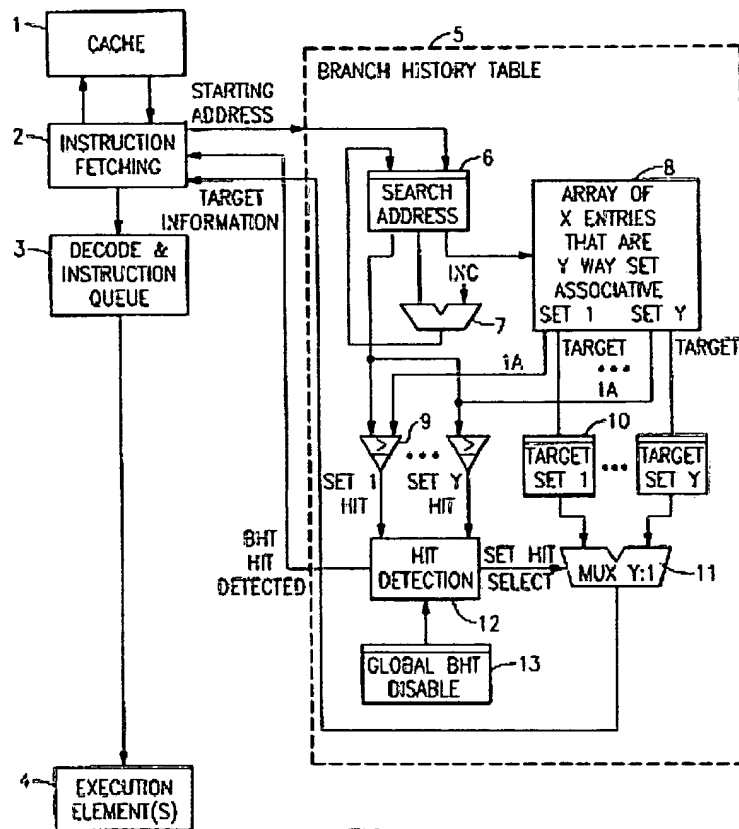 1
CACHE
5
BRANCH HISTORY TABLE
STARTING
ADDRESS
2
INSTRUCTION
FETCHING
6
SEARCH
ADDRESS
8
ARRAY OF
X ENTRIES
THAT ARE
Y WAY SET
ASSOCIATIVE
SET 1 SET Y
TARGET
INFORMATION
3
DECODE &
INSTRUCTION
QUEUE
INC
7
TARGET
TARGET
•••
IA
IA
9
•••
10
TARGET
SET 1
•••
TARGET
SET Y
SET 1
HIT
SET Y
HIT
BHT
HIT
DETECTED
HIT
DETECTION
SET HIT
SELECT
MUX Y:1
11
12
GLOBAL BHT
DISABLE
13
4
EXECUTION
ELEMENT(S)